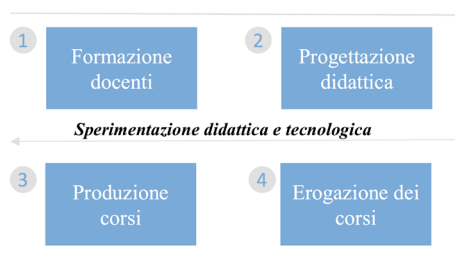 1
Formazione
docenti
2
Progettazione
didattica
Sperimentazione didattica e tecnologica
3
Produzione
corsi
4
Erogazione dei
corsi